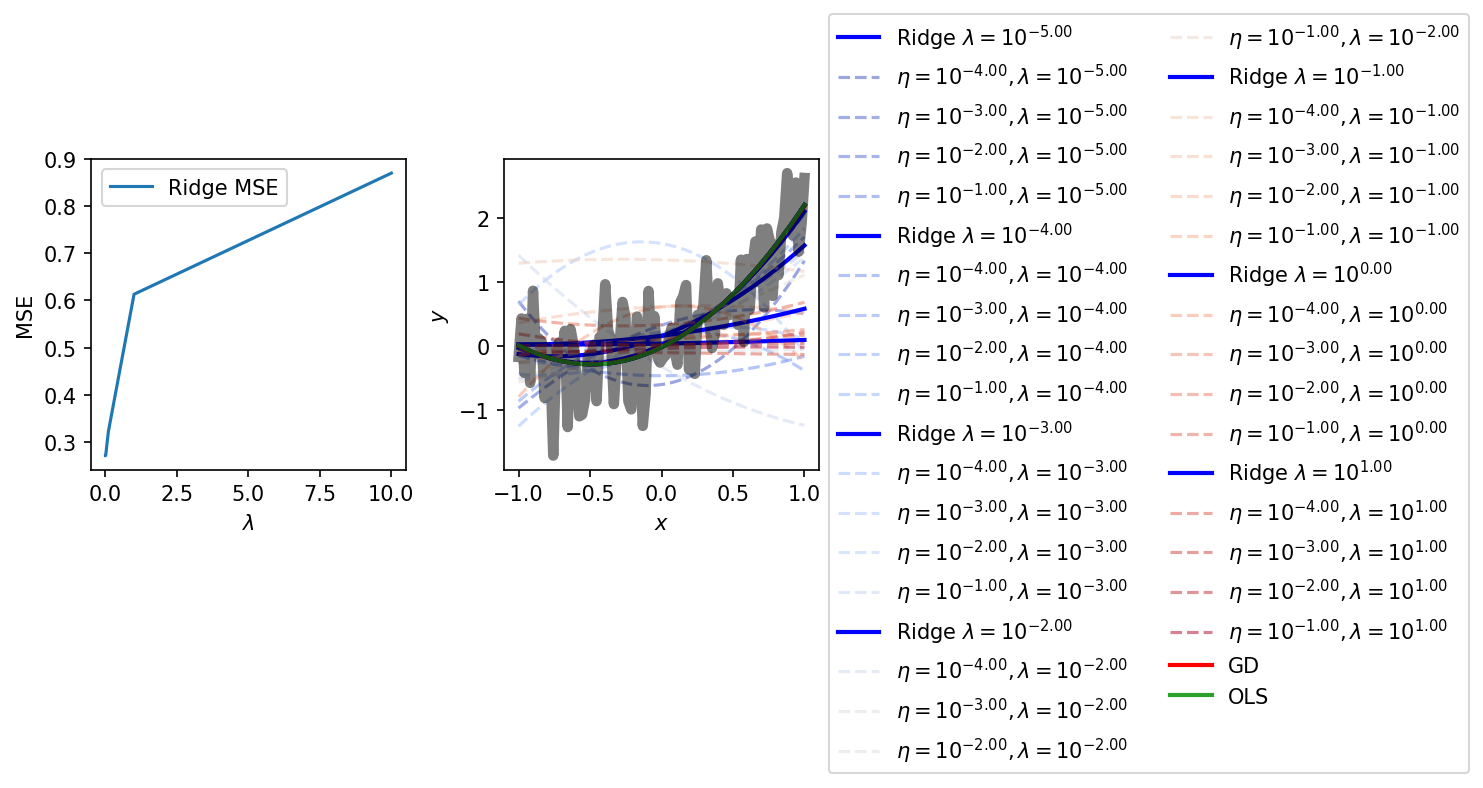 Ridge MSE
0.9
0.8
0.7
0.6
0.5
0.4
0.3
MSE
0.0 2.5 5.0 7.5 10.0
λ
2
1
0
−1
y
−1.0 −0.5 0.0 0.5 1.0
x
Ridge λ = 10^−5.00
η = 10^−4.00, λ = 10^−5.00
η = 10^−3.00, λ = 10^−5.00
η = 10^−2.00, λ = 10^−5.00
η = 10^−1.00, λ = 10^−5.00
Ridge λ = 10^−4.00
η = 10^−4.00, λ = 10^−4.00
η = 10^−3.00, λ = 10^−4.00
η = 10^−2.00, λ = 10^−4.00
η = 10^−1.00, λ = 10^−4.00
Ridge λ = 10^−3.00
η = 10^−4.00, λ = 10^−3.00
η = 10^−3.00, λ = 10^−3.00
η = 10^−2.00, λ = 10^−3.00
η = 10^−1.00, λ = 10^−3.00
Ridge λ = 10^−2.00
η = 10^−4.00, λ = 10^−2.00
η = 10^−3.00, λ = 10^−2.00
η = 10^−2.00, λ = 10^−2.00
η = 10^−1.00, λ = 10^−2.00
Ridge λ = 10^−1.00
η = 10^−4.00, λ = 10^−1.00
η = 10^−3.00, λ = 10^−1.00
η = 10^−2.00, λ = 10^−1.00
η = 10^−1.00, λ = 10^−1.00
Ridge λ = 10^0.00
η = 10^−4.00, λ = 10^0.00
η = 10^−3.00, λ = 10^0.00
η = 10^−2.00, λ = 10^0.00
η = 10^−1.00, λ = 10^0.00
Ridge λ = 10^1.00
η = 10^−4.00, λ = 10^1.00
η = 10^−3.00, λ = 10^1.00
η = 10^−2.00, λ = 10^1.00
η = 10^−1.00, λ = 10^1.00
GD
OLS